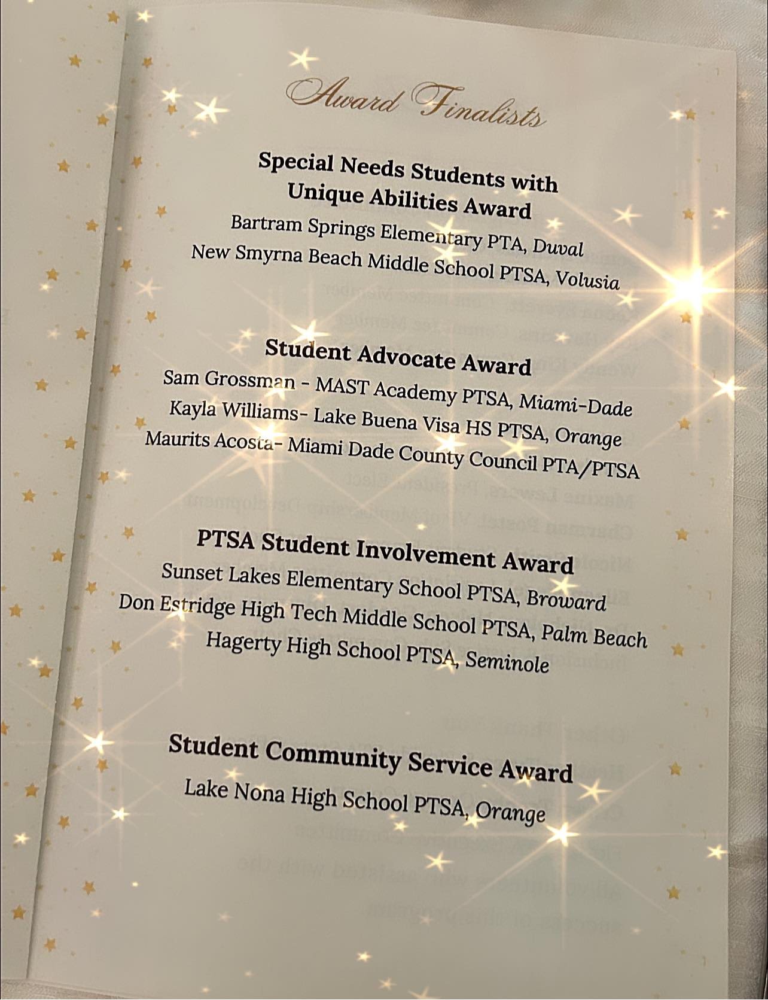 Award Finalists
Special Needs Students with
Unique Abilities Award
Bartram Springs Elementary PTA, Duval
New Smyrna Beach Middle School PTSA, Volusia
Student Advocate Award
Sam Grossman - MAST Academy PTSA, Miami-Dade
Kayla Williams- Lake Buena Visa HS PTSA, Orange
Maurits Acosta- Miami Dade County Council PTA/PTSA
PTSA Student Involvement Award
Sunset Lakes Elementary School PTSA, Broward
Don Estridge High Tech Middle School PTSA, Palm Beach
Hagerty High School PTSA, Seminole
Student Community Service Award
Lake Nona High School PTSA, Orange